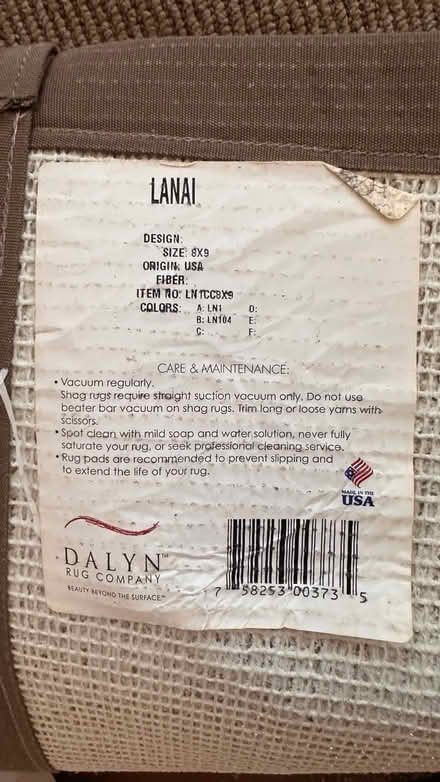 LANAI
DESIGN:
SIZE: 8X9
ORIGIN: USA
FIBER:
ITEM NO: LN1CC8X9
COLORS: A: LN1 D:
B: LN104 E:
C: F:
CARE & MAINTENANCE:
• Vacuum regularly.
Shag rugs require straight suction vacuum only. Do not use
beater bar vacuum on shag rugs. Trim long or loose yarns with
scissors.
• Spot clean with mild soap and water solution, never fully
saturate your rug, or seek professional cleaning service.
• Rug pads are recommended to prevent slipping and
to extend the life of your rug.
MADE IN THE
USA
DALYN™
RUG COMPANY
BEAUTY BEYOND THE SURFACE™
7 58253 00373 5